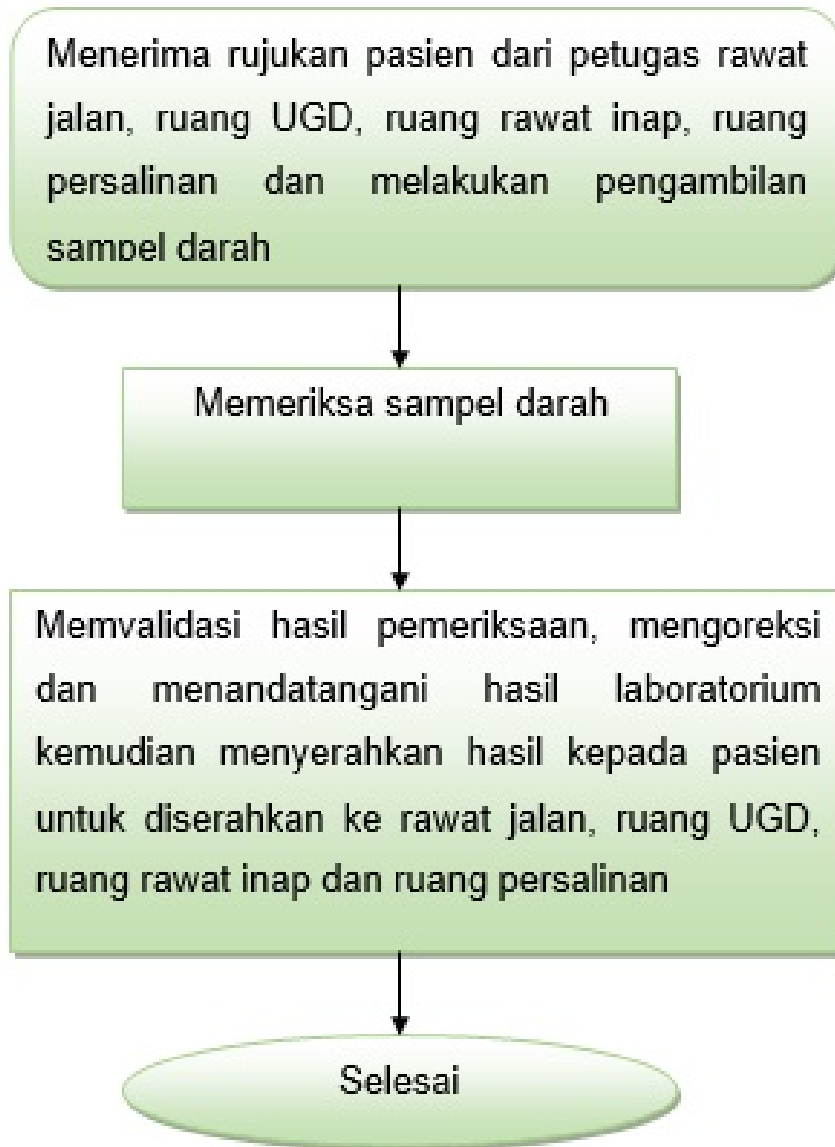 Menerima rujukan pasien dari petugas rawat
jalan, ruang UGD, ruang rawat inap, ruang
persalinan dan melakukan pengambilan
sampel darah
Memeriksa sampel darah
Memvalidasi hasil pemeriksaan, mengoreksi
dan menandatangani hasil laboratorium
kemudian menyerahkan hasil kepada pasien
untuk diserahkan ke rawat jalan, ruang UGD,
ruang rawat inap dan ruang persalinan
Selesai